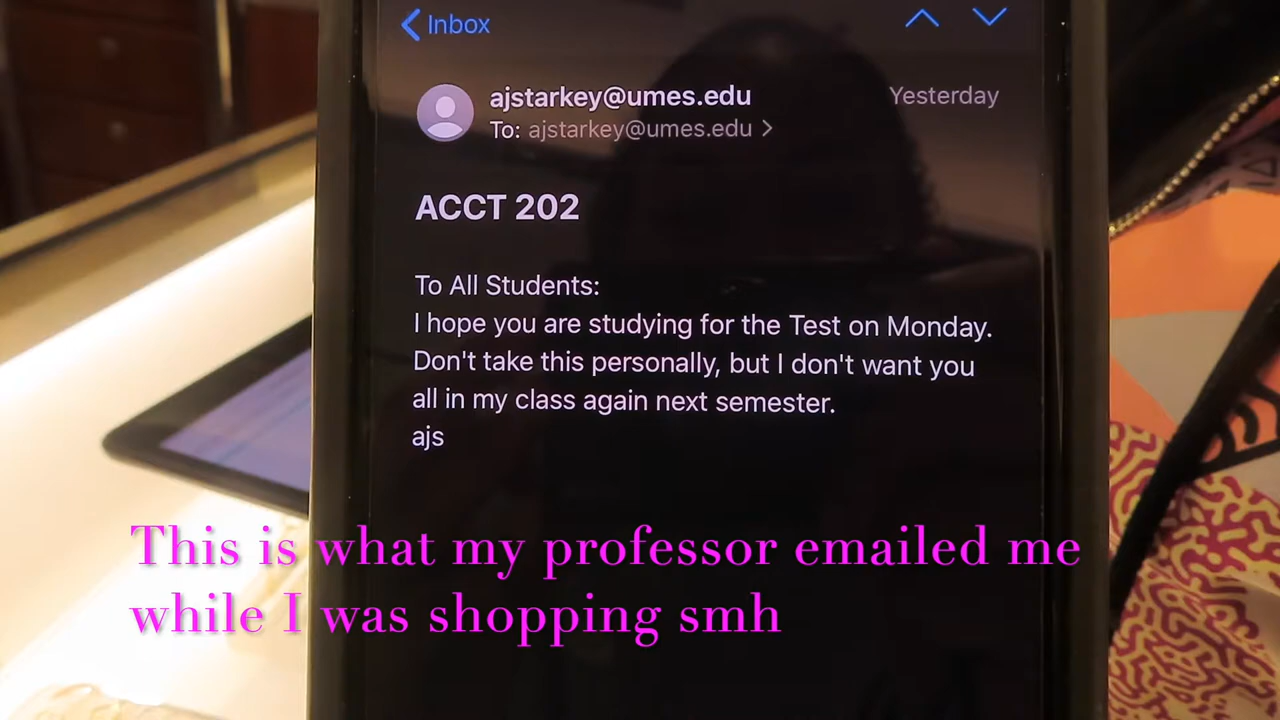 Inbox
ajstarkey@umes.edu
Yesterday
To: ajstarkey@umes.edu
ACCT 202
To All Students:
I hope you are studying for the Test on Monday.
Don't take this personally, but I don't want you
all in my class again next semester.
ajs
This is what my professor emailed me
while I was shopping smh